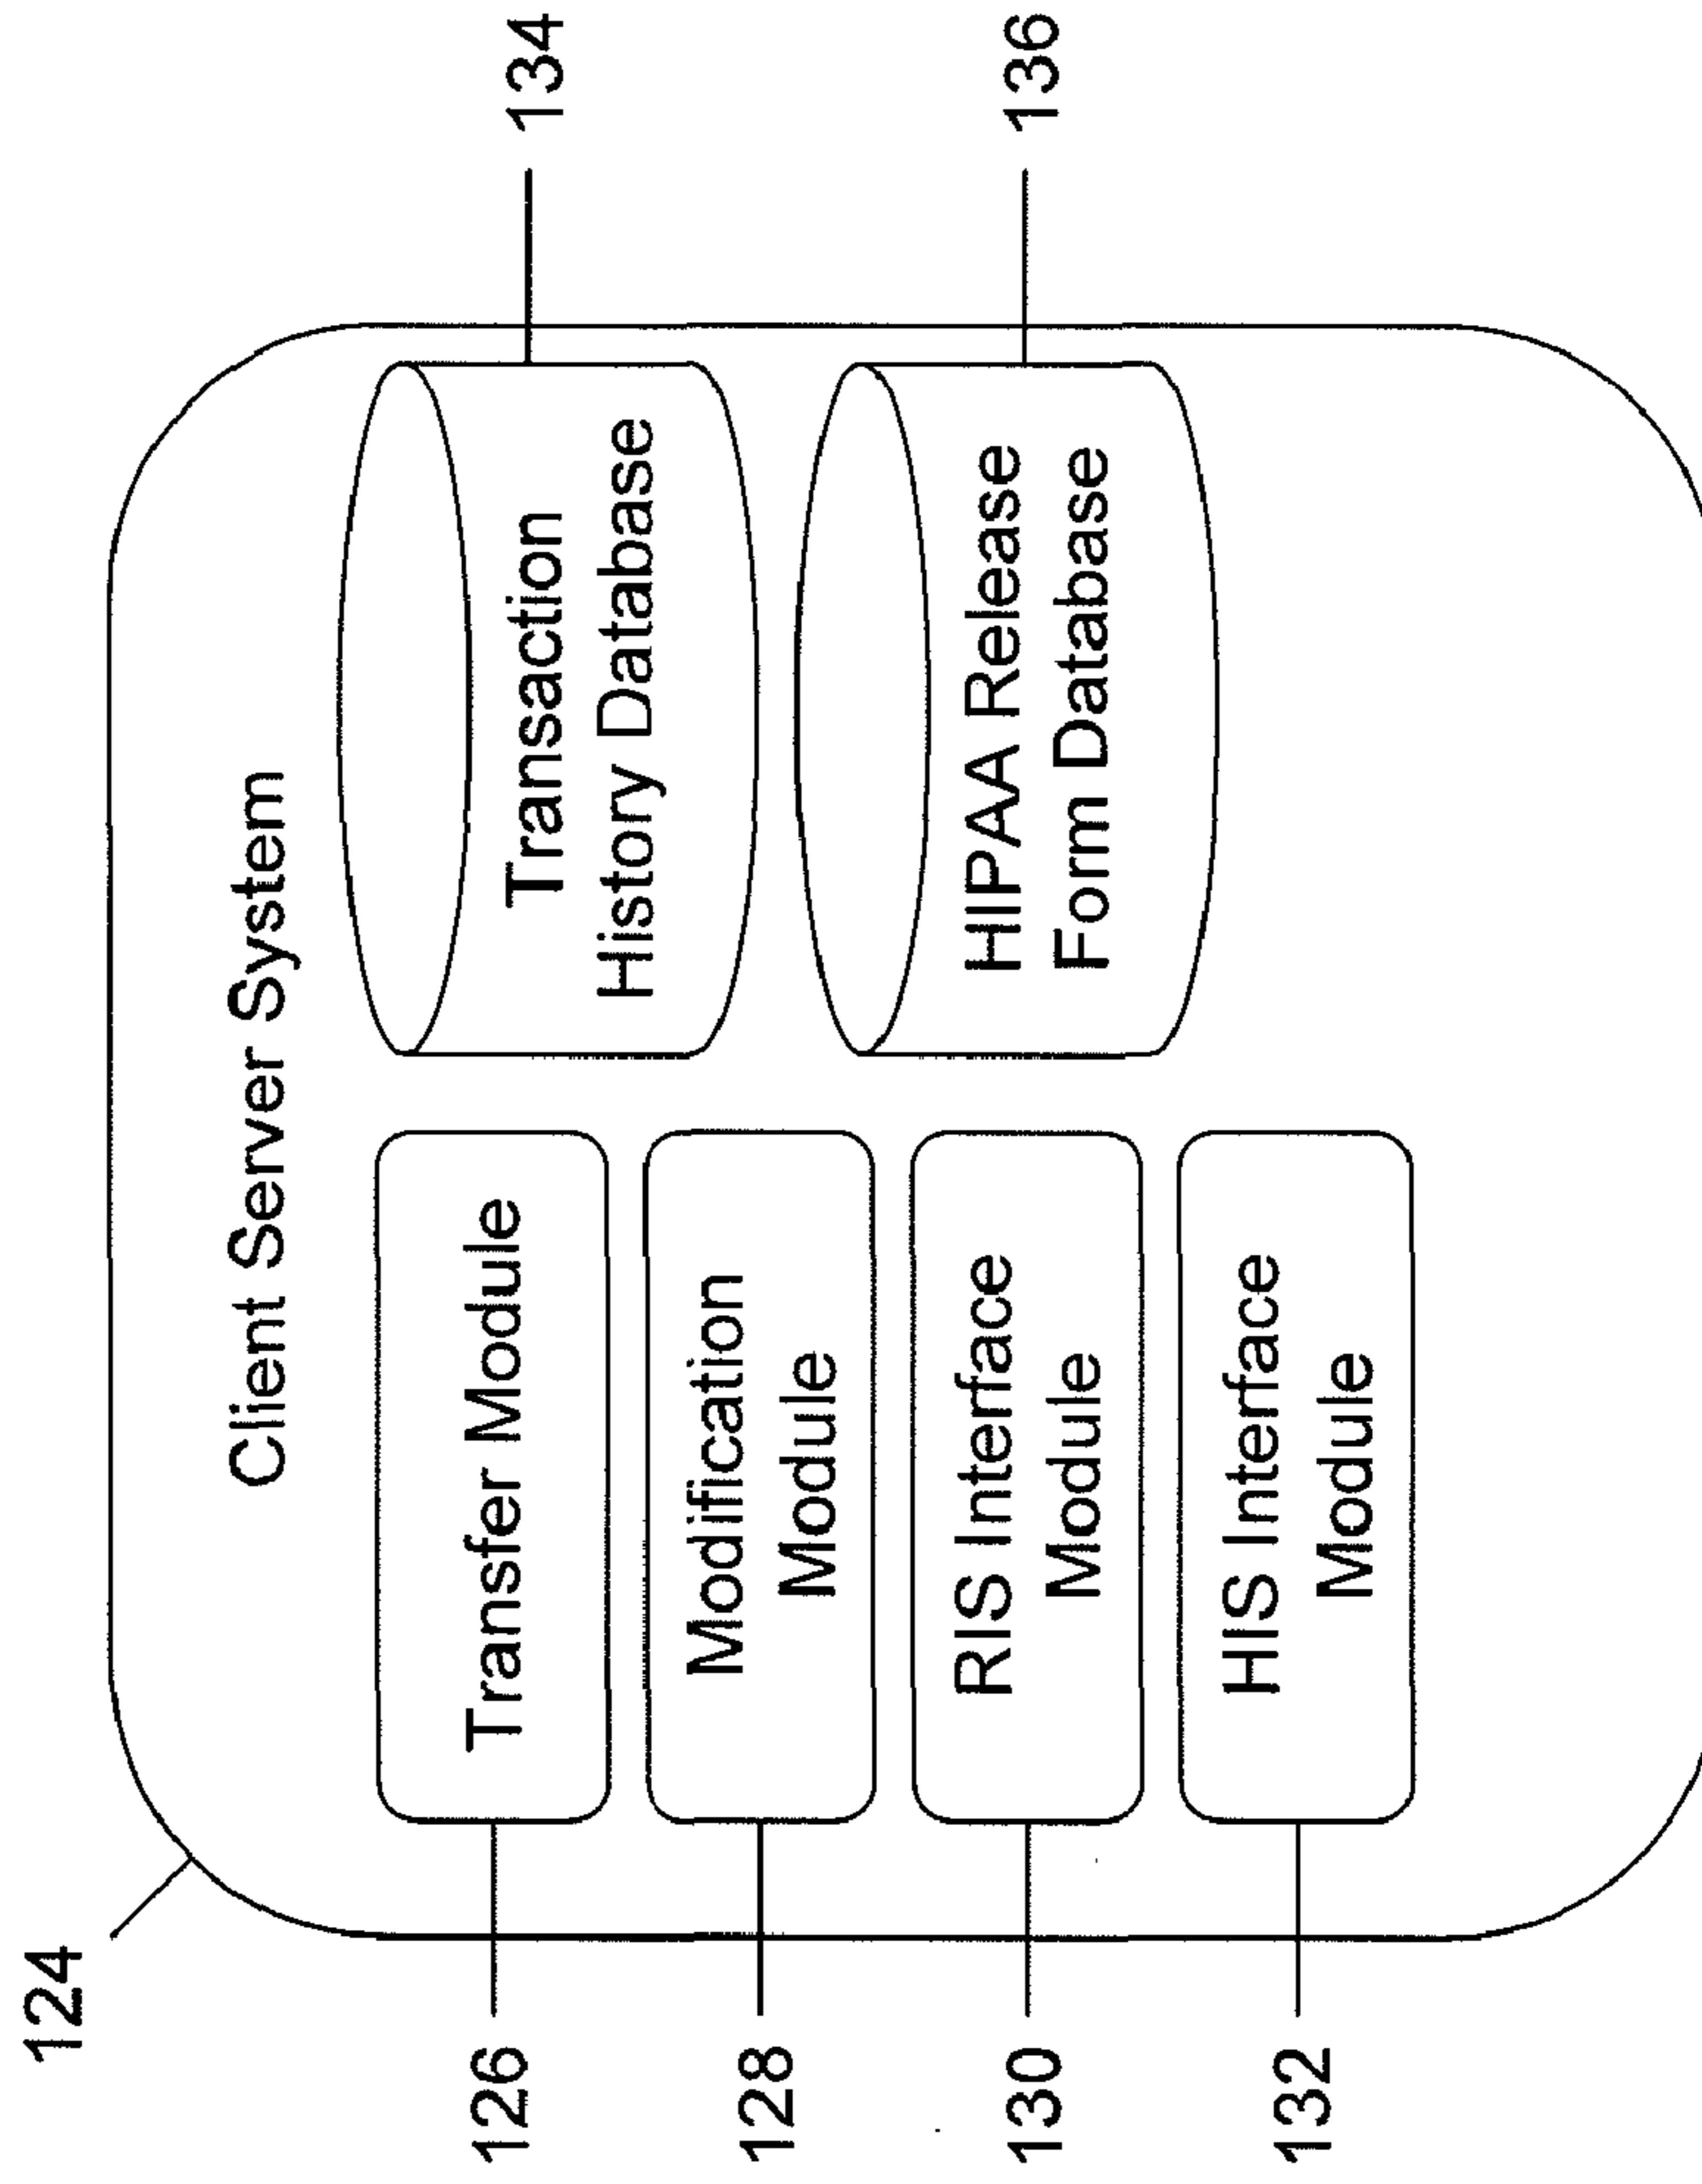 124
Client Server System
126
Transfer Module
Transaction
History Database
134
128
Modification
Module
130
RIS Interface
Module
HIPAA Release
Form Database
136
132
HIS Interface
Module